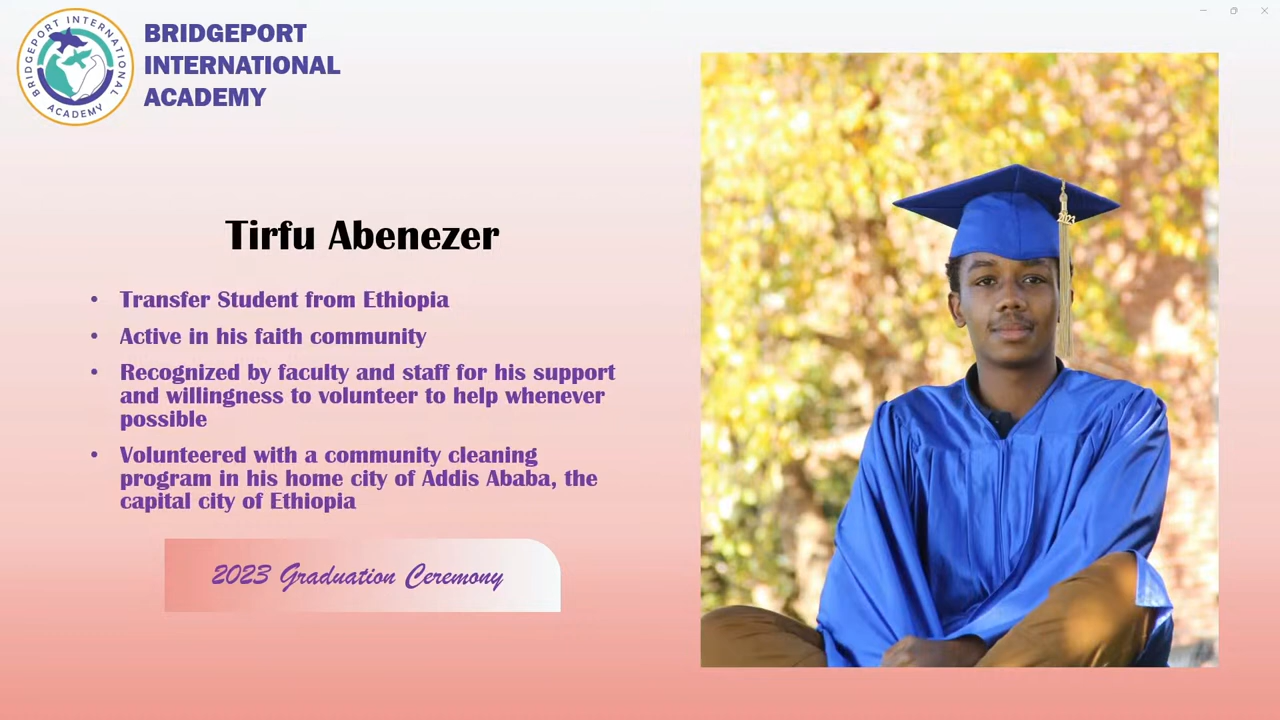 BRIDGEPORT INTERNATIONAL
ACADEMY
BRIDGEPORT
INTERNATIONAL
ACADEMY
Tirfu Abenezer
• Transfer Student from Ethiopia
• Active in his faith community
• Recognized by faculty and staff for his support
and willingness to volunteer to help whenever
possible
• Volunteered with a community cleaning
program in his home city of Addis Ababa, the
capital city of Ethiopia
2023 Graduation Ceremony